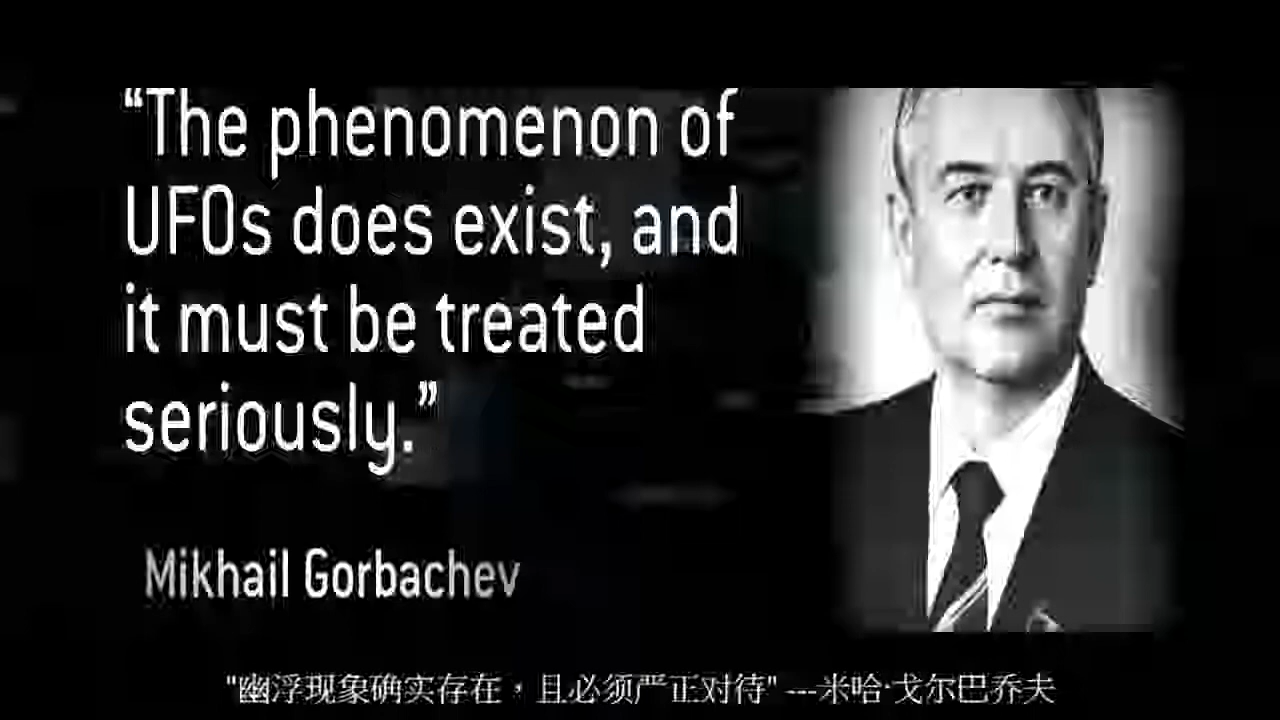 “The phenomenon of
UFOs does exist, and
it must be treated
seriously.”
Mikhail Gorbachev
"幽浮现象确实存在，且必须严正对待" ---米哈·戈尔巴乔夫